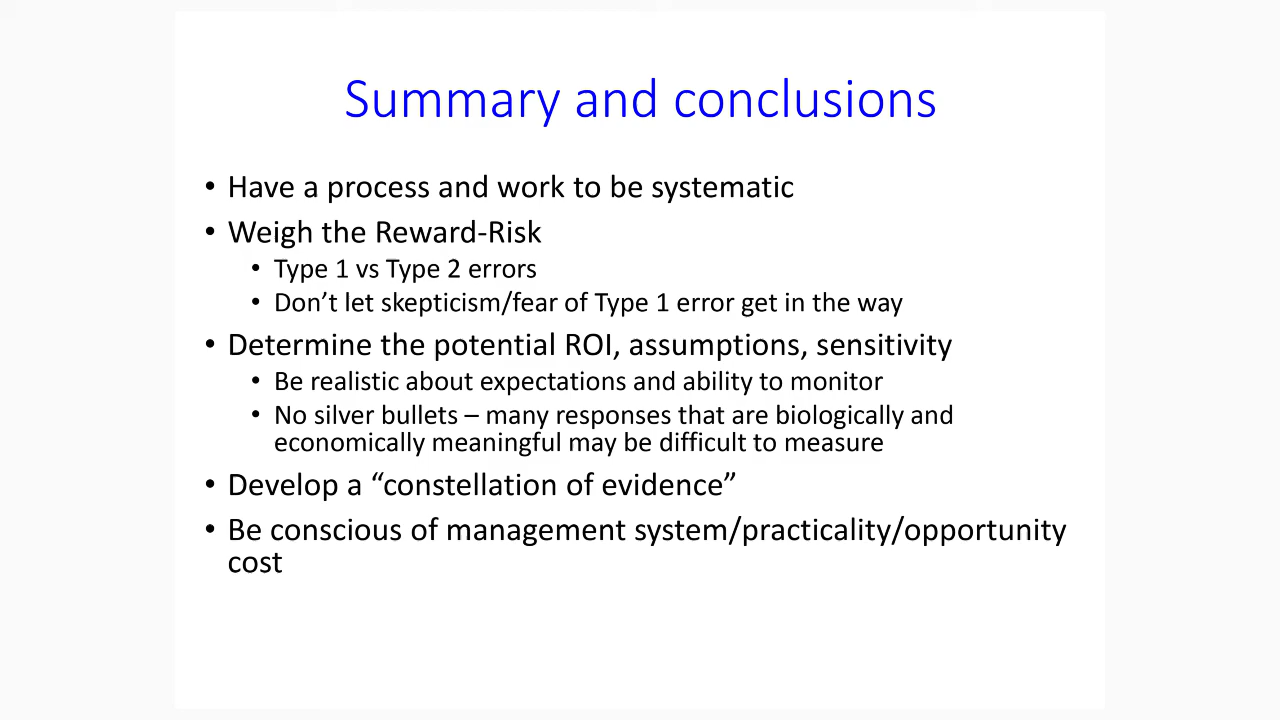 Summary and conclusions
• Have a process and work to be systematic
• Weigh the Reward-Risk
• Type 1 vs Type 2 errors
• Don’t let skepticism/fear of Type 1 error get in the way
• Determine the potential ROI, assumptions, sensitivity
• Be realistic about expectations and ability to monitor
• No silver bullets – many responses that are biologically and
economically meaningful may be difficult to measure
• Develop a “constellation of evidence”
• Be conscious of management system/practicality/opportunity
cost